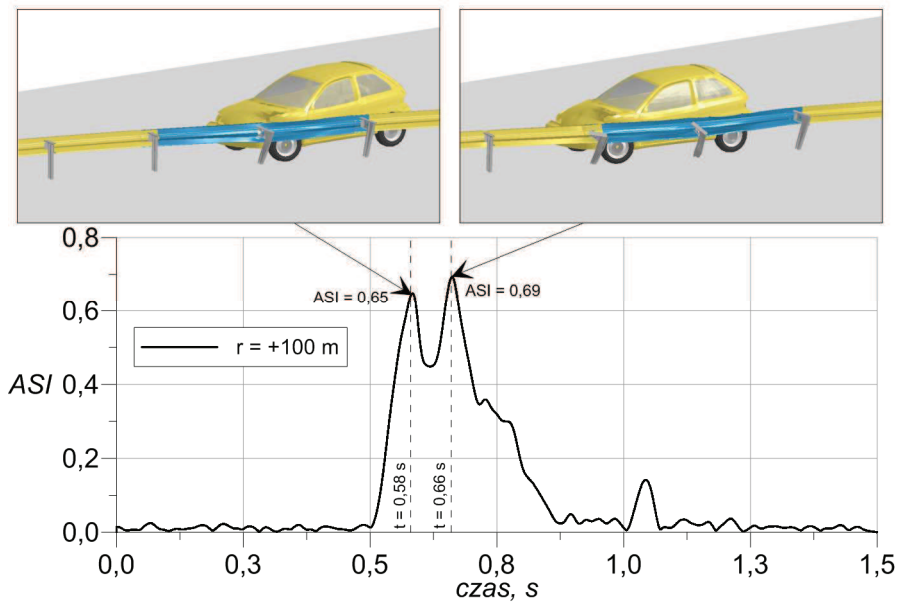 0,8
0,6
0,4
0,2
0,0
ASI
ASI = 0,65
ASI = 0,69
r = +100 m
t = 0,58 s
t = 0,66 s
0,0 0,3 0,5 0,8 1,0 1,3 1,5
czas, s